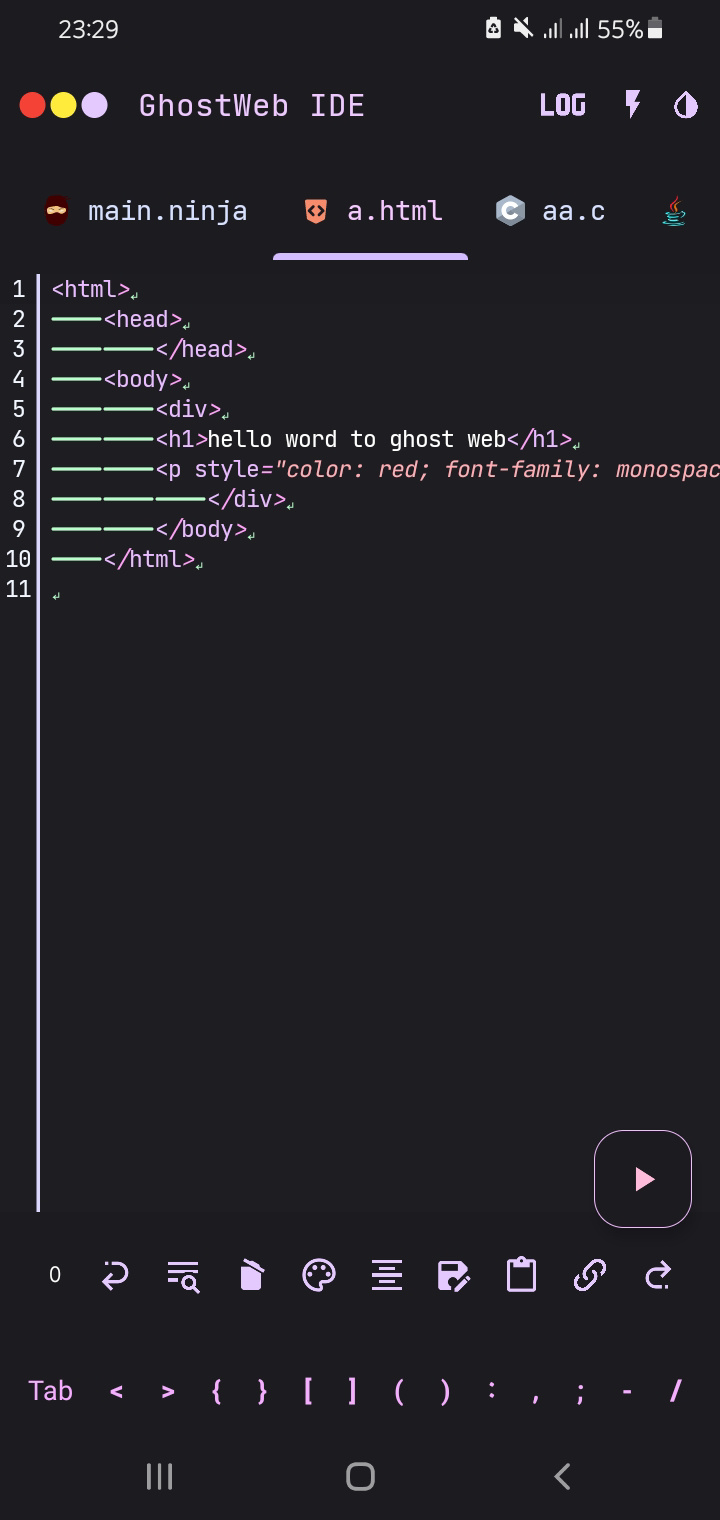 23:29 55%
GhostWeb IDE LOG
main.ninja a.html aa.c
1 <html>
2 <head>
3 </head>
4 <body>
5 <div>
6 <h1>hello word to ghost web</h1>
7 <p style="color: red; font-family: monospac
8 </div>
9 </body>
10 </html>
11
0
Tab < > { } [ ] ( ) : , ; - /